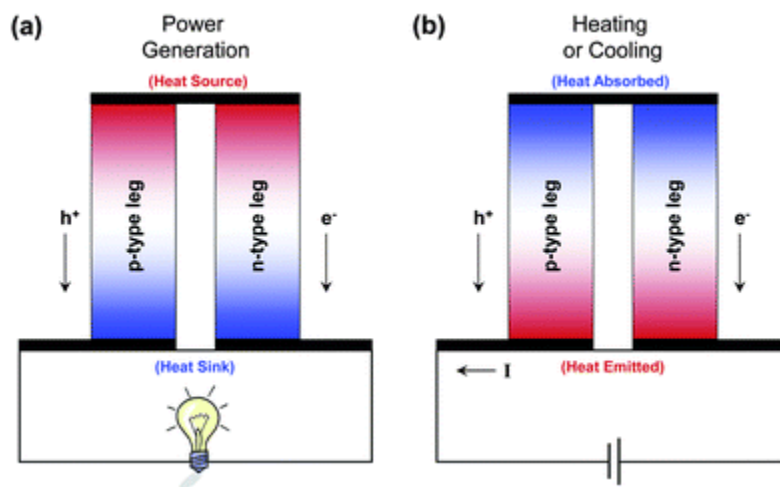 (a)
Power
Generation
(Heat Source)
p-type leg
n-type leg
h⁺
e⁻
(Heat Sink)
(b)
Heating
or Cooling
(Heat Absorbed)
p-type leg
n-type leg
h⁺
e⁻
I
(Heat Emitted)